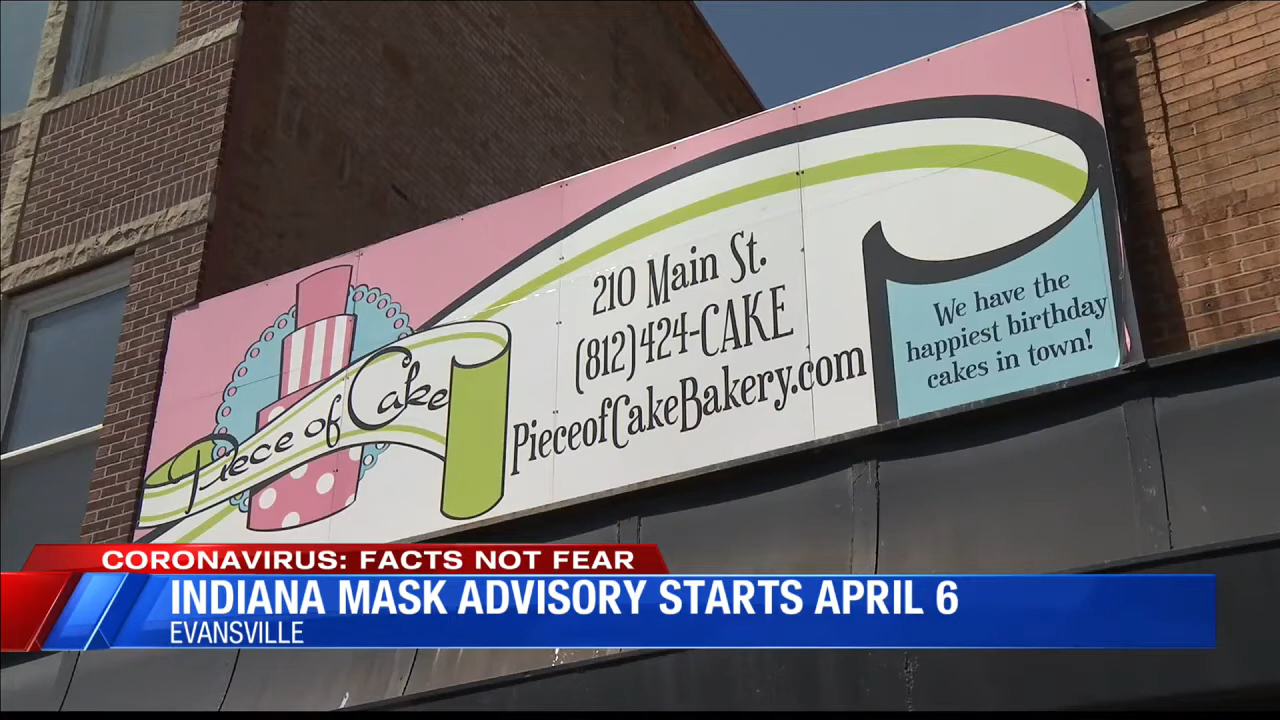 Piece of Cake
210 Main St.
(812)424-CAKE
PieceofCakeBakery.com
We have the
happiest birthday
cakes in town!
CORONAVIRUS: FACTS NOT FEAR
INDIANA MASK ADVISORY STARTS APRIL 6
EVANSVILLE